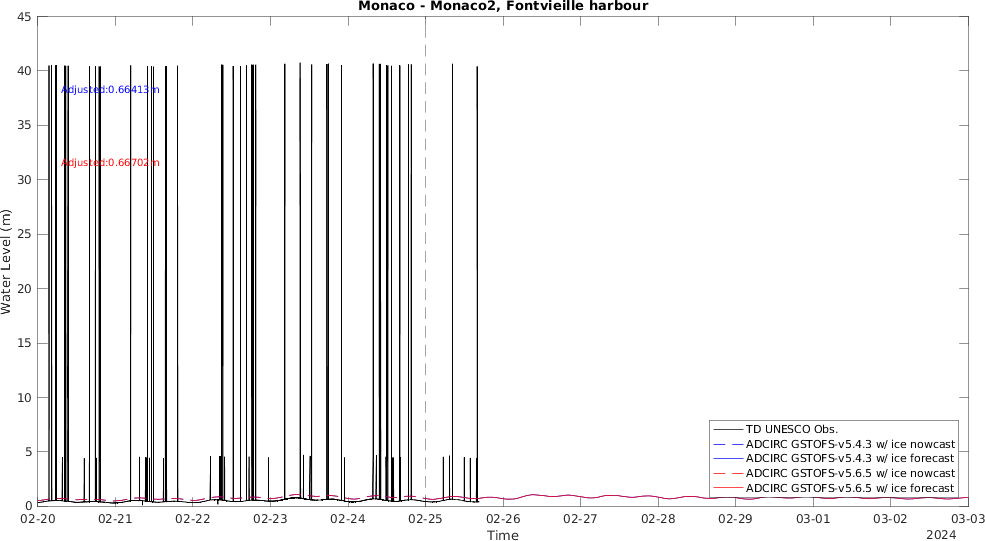 Monaco - Monaco2, Fontvieille harbour
Water Level (m)
45
40
35
30
25
20
15
10
5
0
Adjusted:0.66413m
Adjusted:0.66702m
TD UNESCO Obs.
ADCIRC GSTOFS-v5.4.3 w/ ice nowcast
ADCIRC GSTOFS-v5.4.3 w/ ice forecast
ADCIRC GSTOFS-v5.6.5 w/ ice nowcast
ADCIRC GSTOFS-v5.6.5 w/ ice forecast
02-20 02-21 02-22 02-23 02-24 02-25 02-26 02-27 02-28 02-29 03-01 03-02 03-03
Time
2024